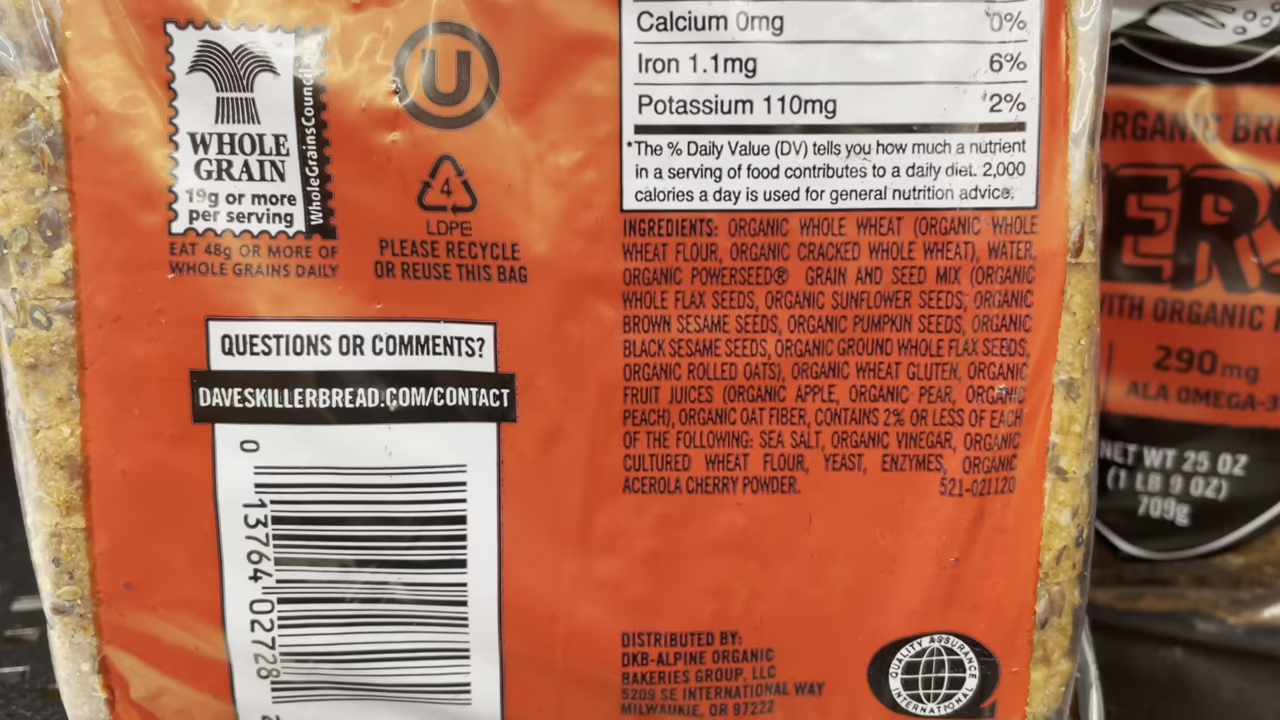 WHOLE
GRAIN
19g or more
per serving
WholeGrainsCouncil
EAT 48g OR MORE OF
WHOLE GRAINS DAILY
U
4
LDPE
PLEASE RECYCLE
OR REUSE THIS BAG
QUESTIONS OR COMMENTS?
DAVESKILLERBREAD.COM/CONTACT
0
13764 02728
Calcium 0mg 0%
Iron 1.1mg 6%
Potassium 110mg 2%
*The % Daily Value (DV) tells you how much a nutrient
in a serving of food contributes to a daily diet. 2,000
calories a day is used for general nutrition advice.
INGREDIENTS: ORGANIC WHOLE WHEAT (ORGANIC WHOLE
WHEAT FLOUR, ORGANIC CRACKED WHOLE WHEAT), WATER,
ORGANIC POWERSEED® GRAIN AND SEED MIX (ORGANIC
WHOLE FLAX SEEDS, ORGANIC SUNFLOWER SEEDS, ORGANIC
BROWN SESAME SEEDS, ORGANIC PUMPKIN SEEDS, ORGANIC
BLACK SESAME SEEDS, ORGANIC GROUND WHOLE FLAX SEEDS,
ORGANIC ROLLED OATS), ORGANIC WHEAT GLUTEN, ORGANIC
FRUIT JUICES (ORGANIC APPLE, ORGANIC PEAR, ORGANIC
PEACH), ORGANIC OAT FIBER, CONTAINS 2% OR LESS OF EACH
OF THE FOLLOWING: SEA SALT, ORGANIC VINEGAR, ORGANIC
CULTURED WHEAT FLOUR, YEAST, ENZYMES, ORGANIC
ACEROLA CHERRY POWDER. 521-021120
DISTRIBUTED BY:
DKB-ALPINE ORGANIC
BAKERIES GROUP, LLC
5209 SE INTERNATIONAL WAY
MILWAUKIE, OR 97222
QUALITY ASSURANCE
INTERNATIONAL
ORGANIC BR
ERS
ITH ORGANIC
290mg
ALA OMEGA-3
NET WT 25 OZ
(1 LB 9 OZ)
709g